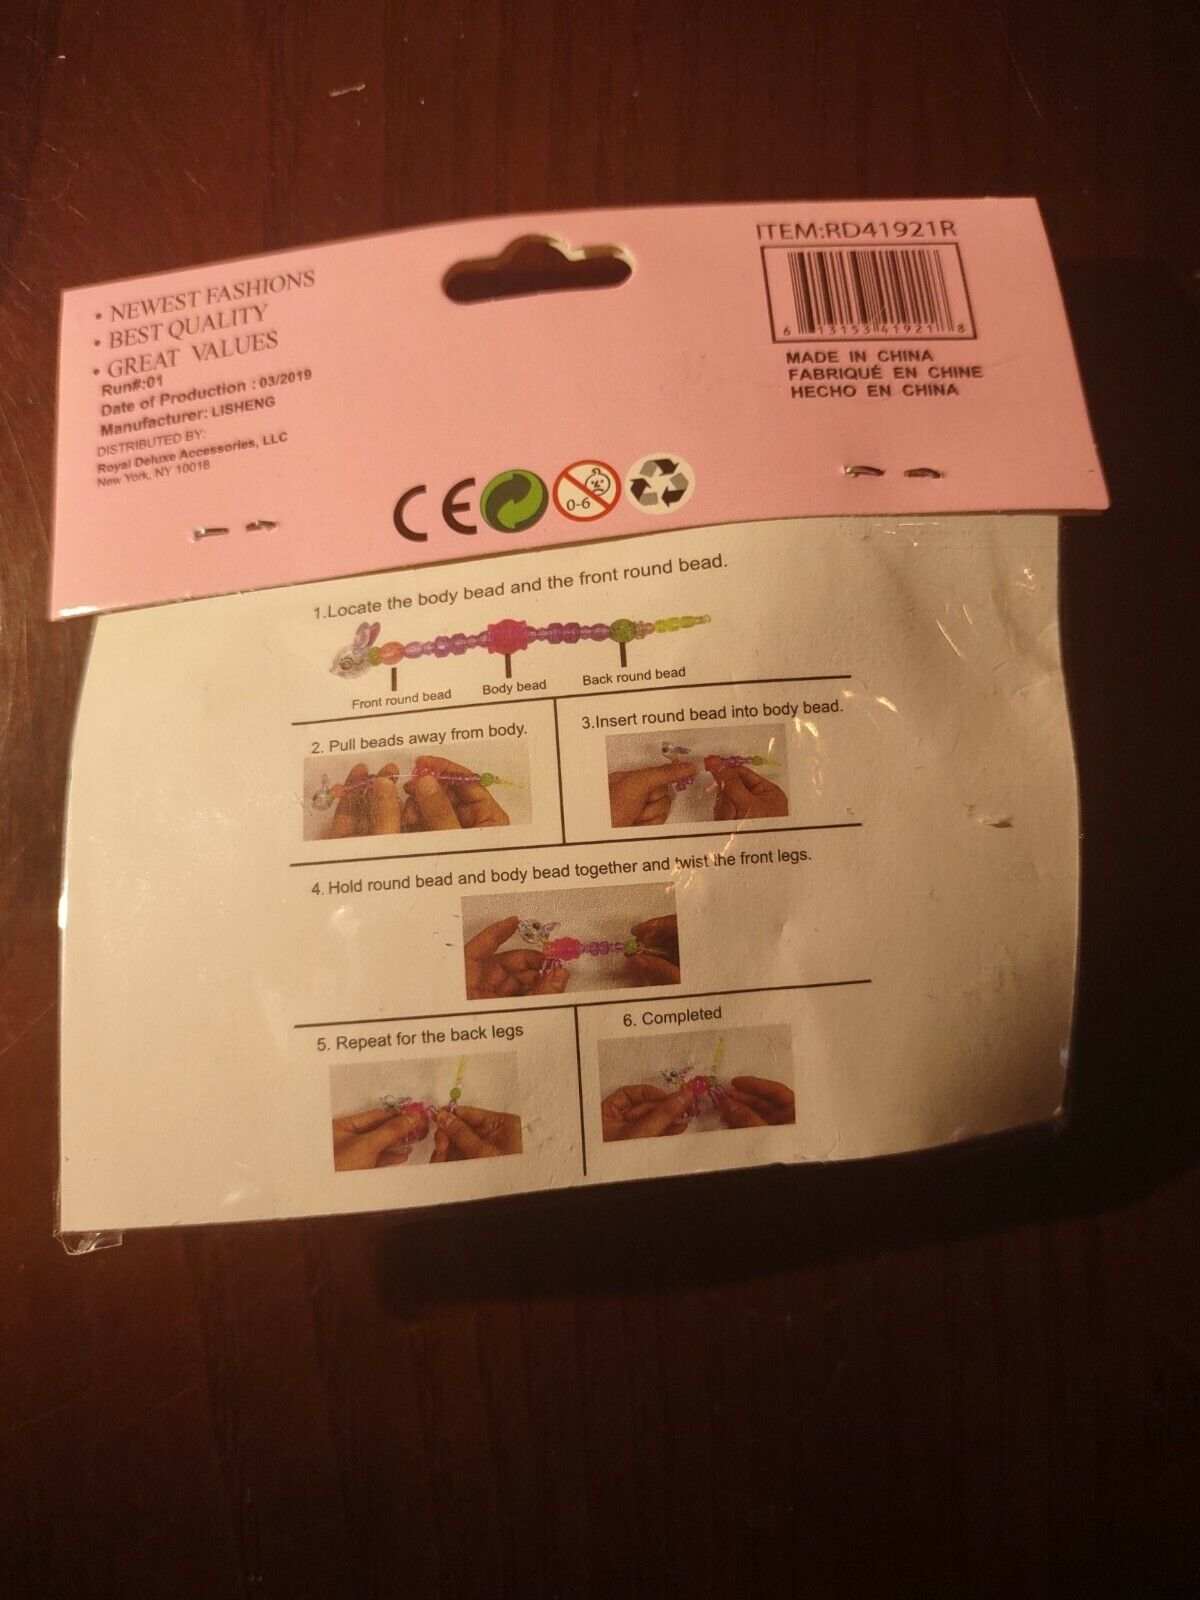 • NEWEST FASHIONS
• BEST QUALITY
• GREAT VALUES
Run#:01
Date of Production : 03/2019
Manufacturer: LISHENG
DISTRIBUTED BY:
Royal Deluxe Accessories, LLC
New York, NY 10018
ITEM:RD41921R
6 13153 41921 8
MADE IN CHINA
FABRIQUÉ EN CHINE
HECHO EN CHINA
CE
0-6
1.Locate the body bead and the front round bead.
Front round bead
Body bead
Back round bead
2. Pull beads away from body.
3.Insert round bead into body bead.
4. Hold round bead and body bead together and twist the front legs.
5. Repeat for the back legs
6. Completed